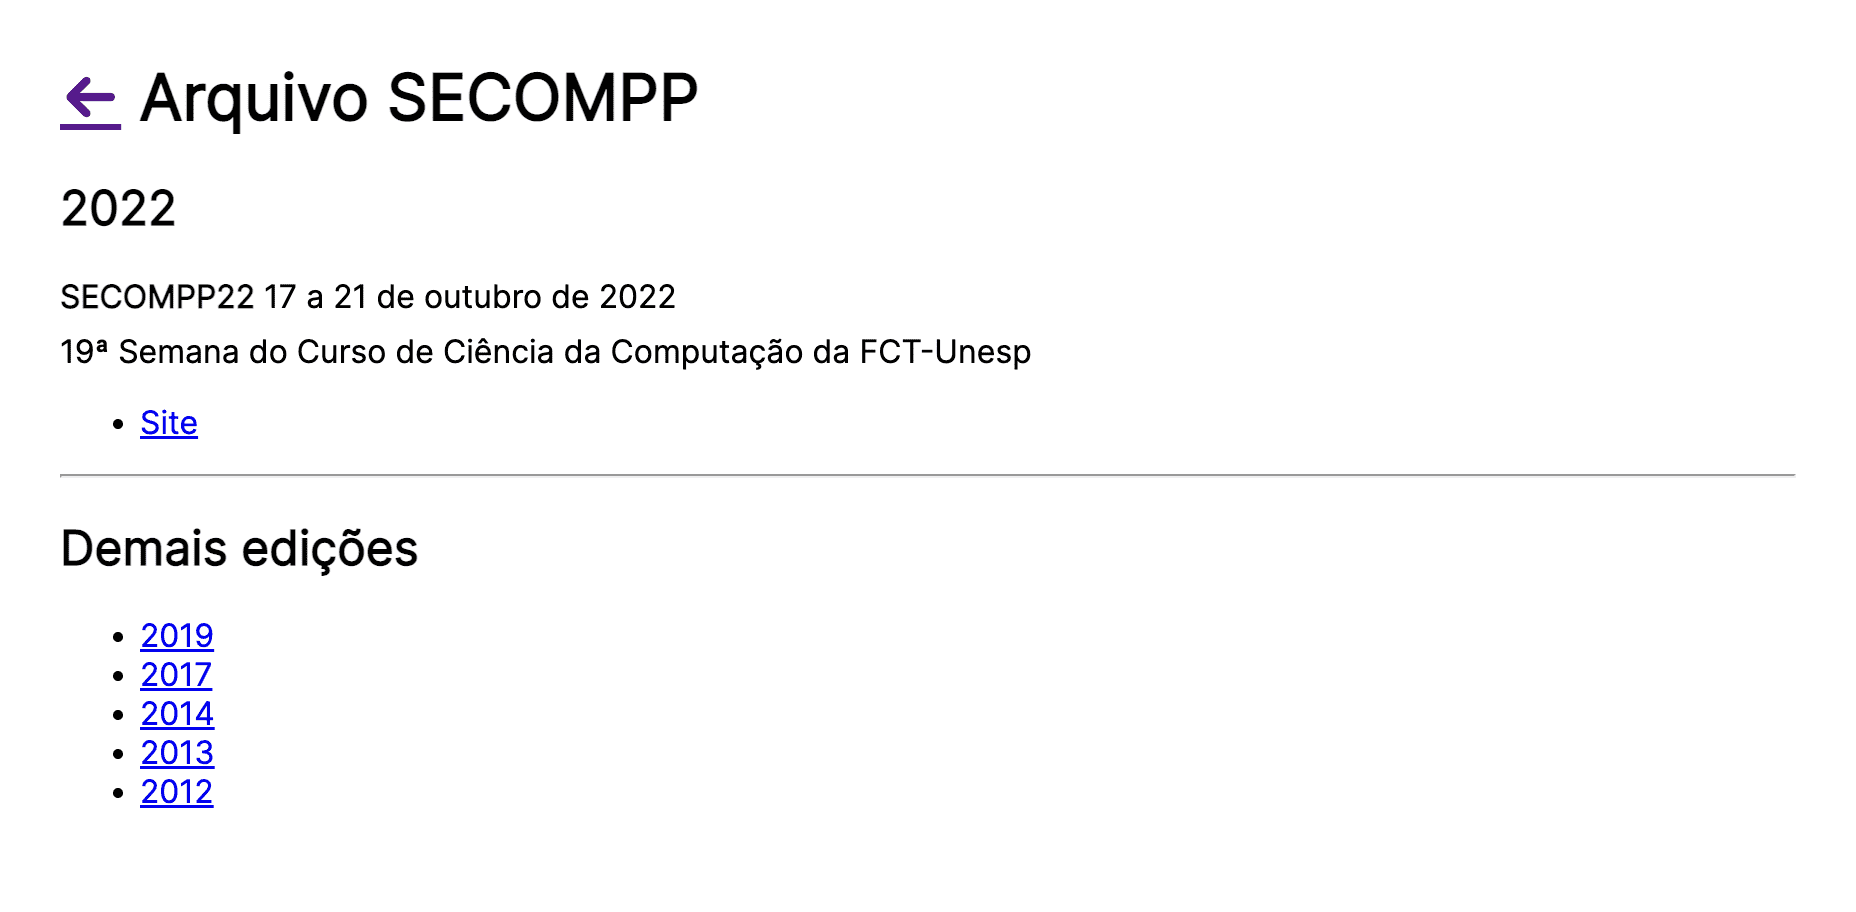 ← Arquivo SECOMPP
2022
SECOMPP22 17 a 21 de outubro de 2022
19ª Semana do Curso de Ciência da Computação da FCT-Unesp
• Site
Demais edições
• 2019
• 2017
• 2014
• 2013
• 2012